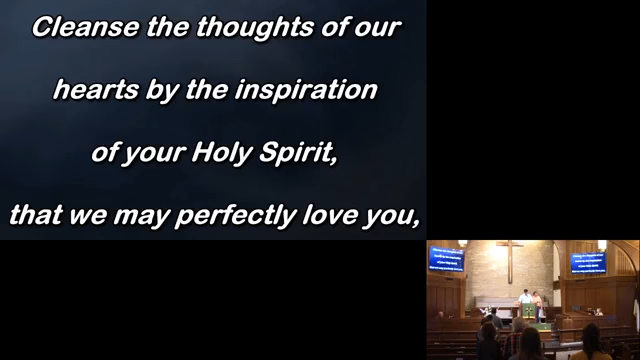 Cleanse the thoughts of our
hearts by the inspiration
of your Holy Spirit,
that we may perfectly love you,